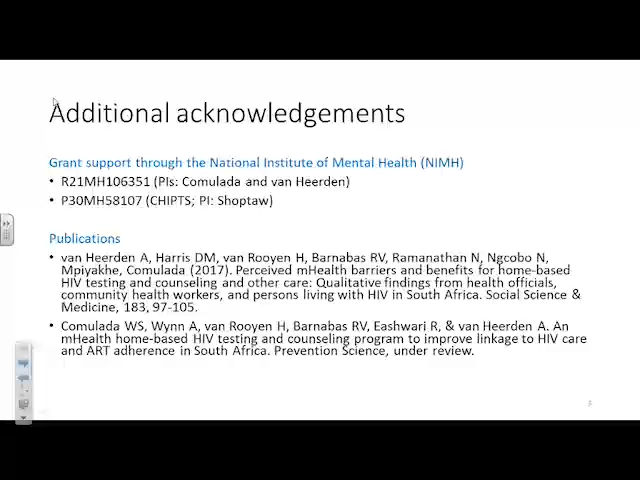 Additional acknowledgements
Grant support through the National Institute of Mental Health (NIMH)
• R21MH106351 (PIs: Comulada and van Heerden)
• P30MH58107 (CHIPTS; PI: Shoptaw)
Publications
• van Heerden A, Harris DM, van Rooyen H, Barnabas RV, Ramanathan N, Ngcobo N,
Mpiyakhe, Comulada (2017). Perceived mHealth barriers and benefits for home-based
HIV testing and counseling and other care: Qualitative findings from health officials,
community health workers, and persons living with HIV in South Africa. Social Science &
Medicine, 183, 97-105.
• Comulada WS, Wynn A, van Rooyen H, Barnabas RV, Eashwari R, & van Heerden A. An
mHealth home-based HIV testing and counseling program to improve linkage to HIV care
and ART adherence in South Africa. Prevention Science, under review.